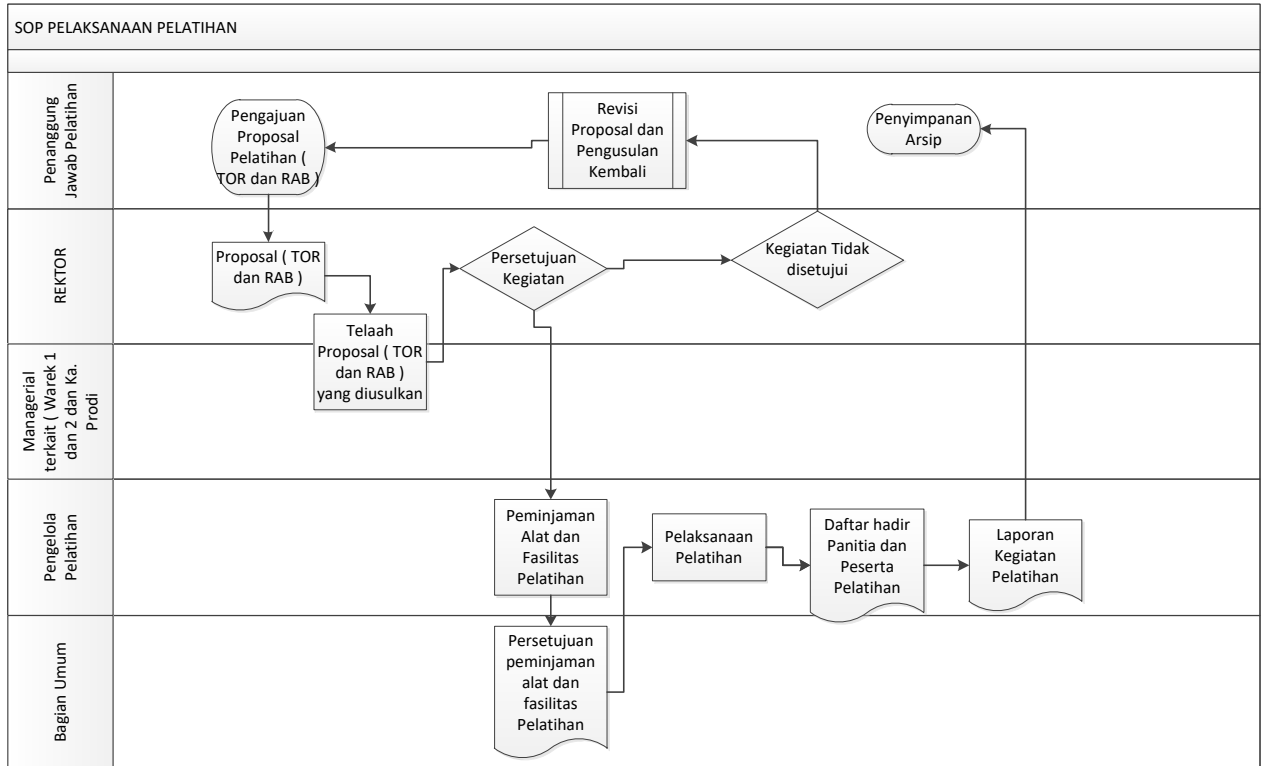 SOP PELAKSANAAN PELATIHAN
Penanggung
Jawab Pelatihan
Pengajuan
Proposal
Pelatihan (
TOR dan RAB )
Revisi
Proposal dan
Pengusulan
Kembali
Penyimpanan
Arsip
REKTOR
Proposal ( TOR
dan RAB )
Telaah
Proposal ( TOR
dan RAB )
yang diusulkan
Persetujuan
Kegiatan
Kegiatan Tidak
disetujui
Managerial
terkait ( Warek 1
dan 2 dan Ka.
Prodi
Pengelola
Pelatihan
Peminjaman
Alat dan
Fasilitas
Pelatihan
Pelaksanaan
Pelatihan
Daftar hadir
Panitia dan
Peserta
Pelatihan
Laporan
Kegiatan
Pelatihan
Bagian Umum
Persetujuan
peminjaman
alat dan
fasilitas
Pelatihan